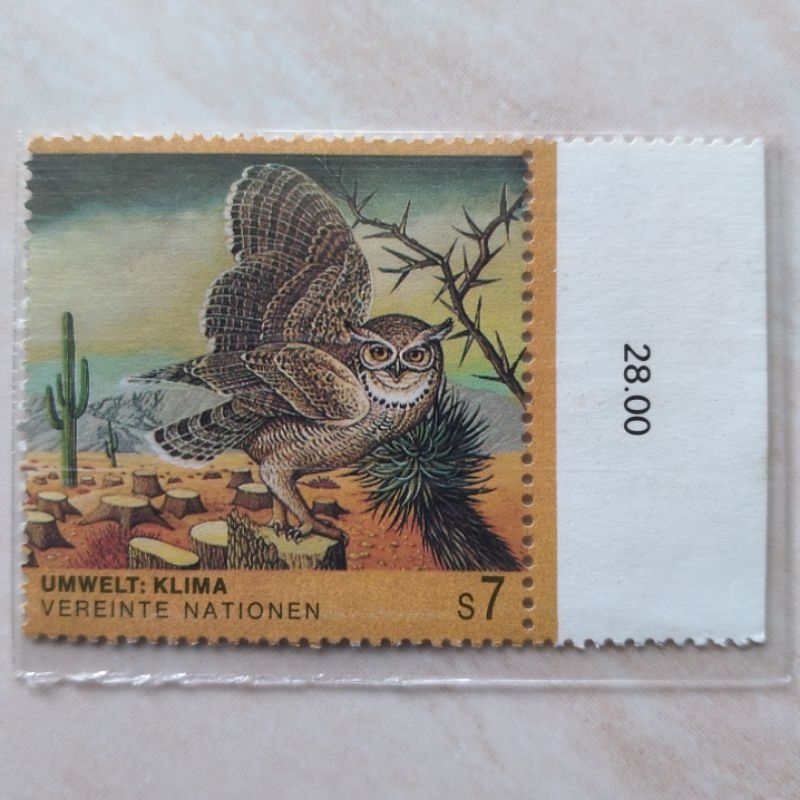 UMWELT: KLIMA
VEREINTE NATIONEN
S7
28.00